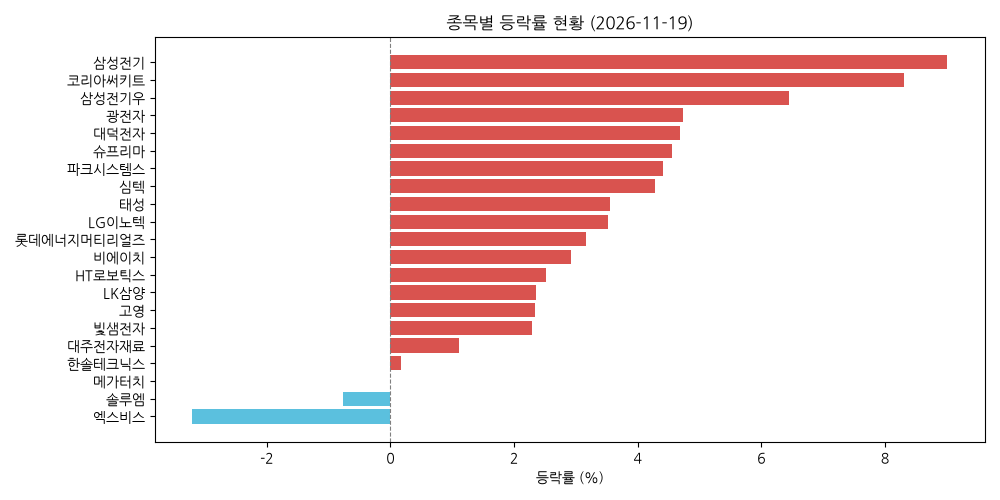 종목별 등락률 현황 (2026-11-19)
삼성전기
코리아써키트
삼성전기우
광전자
대덕전자
슈프리마
파크시스템스
심텍
태성
LG이노텍
롯데에너지머티리얼즈
비에이치
HT로보틱스
LK삼양
고영
빛샘전자
대주전자재료
한솔테크닉스
메가터치
솔루엠
엑스비스
-2 0 2 4 6 8
등락률 (%)